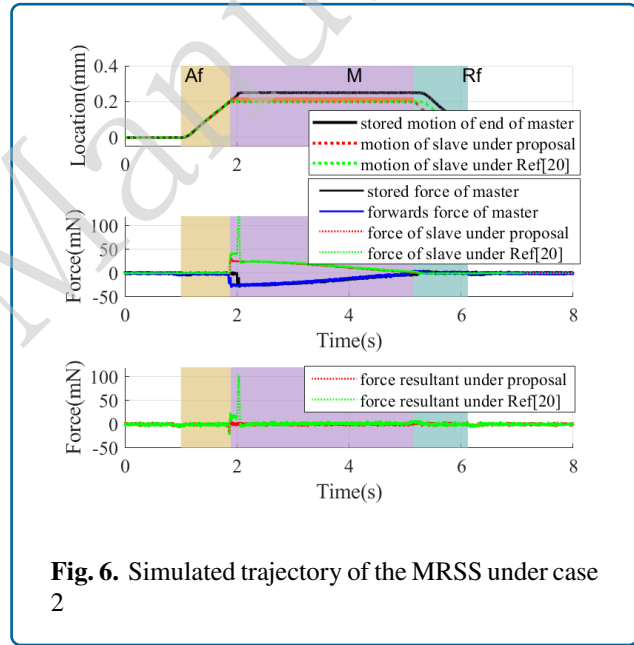 Manu
Af M Rf
Location(mm)
0.4
0.2
0
0 2
stored motion of end of master
motion of slave under proposal
motion of slave under Ref[20]
stored force of master
forwards force of master
force of slave under proposal
force of slave under Ref[20]
Force(mN)
100
50
0
-50
0 2 4 6 8
Time(s)
force resultant under proposal
force resultant under Ref[20]
Force(mN)
100
50
0
-50
0 2 4 6 8
Time(s)
Fig. 6. Simulated trajectory of the MRSS under case
2